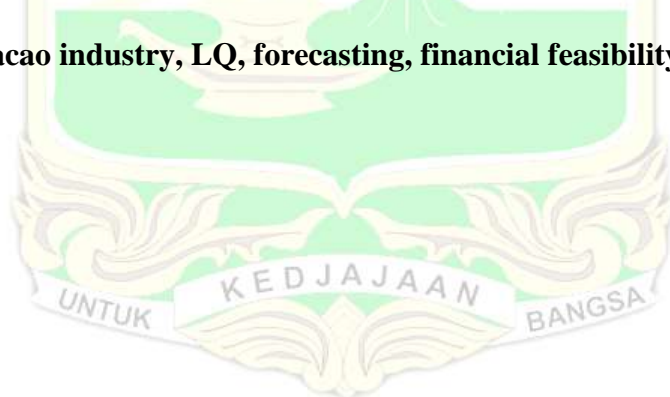 cacao industry, LQ, forecasting, financial feasibility
UNTUK KEDJAJAAN BANGSA